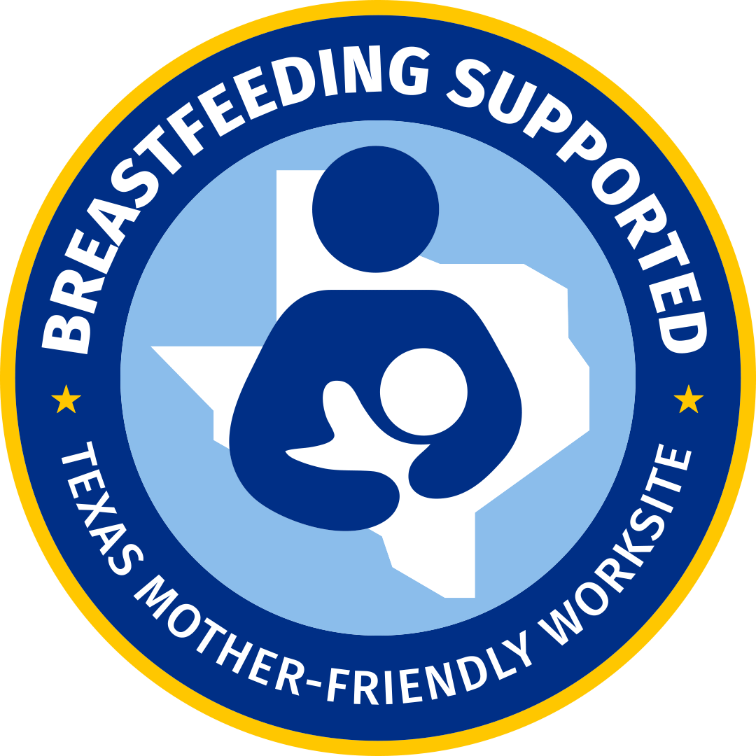 BREASTFEEDING SUPPORTED
TEXAS MOTHER-FRIENDLY WORKSITE